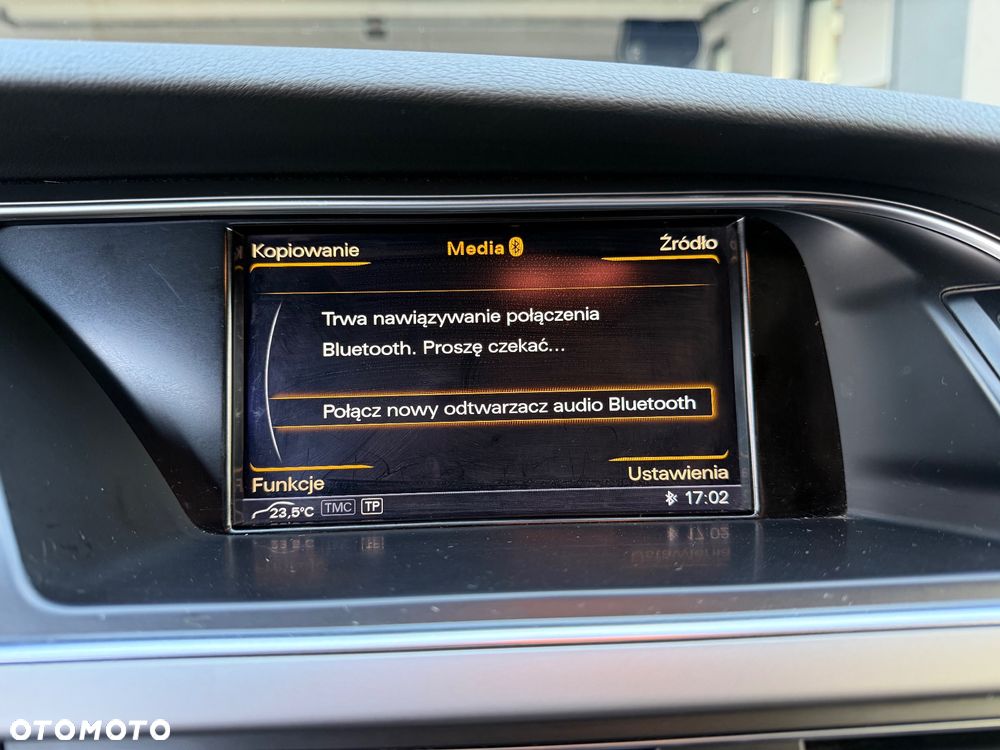 Kopiowanie
Media
Źródło
Trwa nawiązywanie połączenia
Bluetooth. Proszę czekać...
Połącz nowy odtwarzacz audio Bluetooth
Funkcje
Ustawienia
23,5°C TMC TP
17:02
OTOMOTO